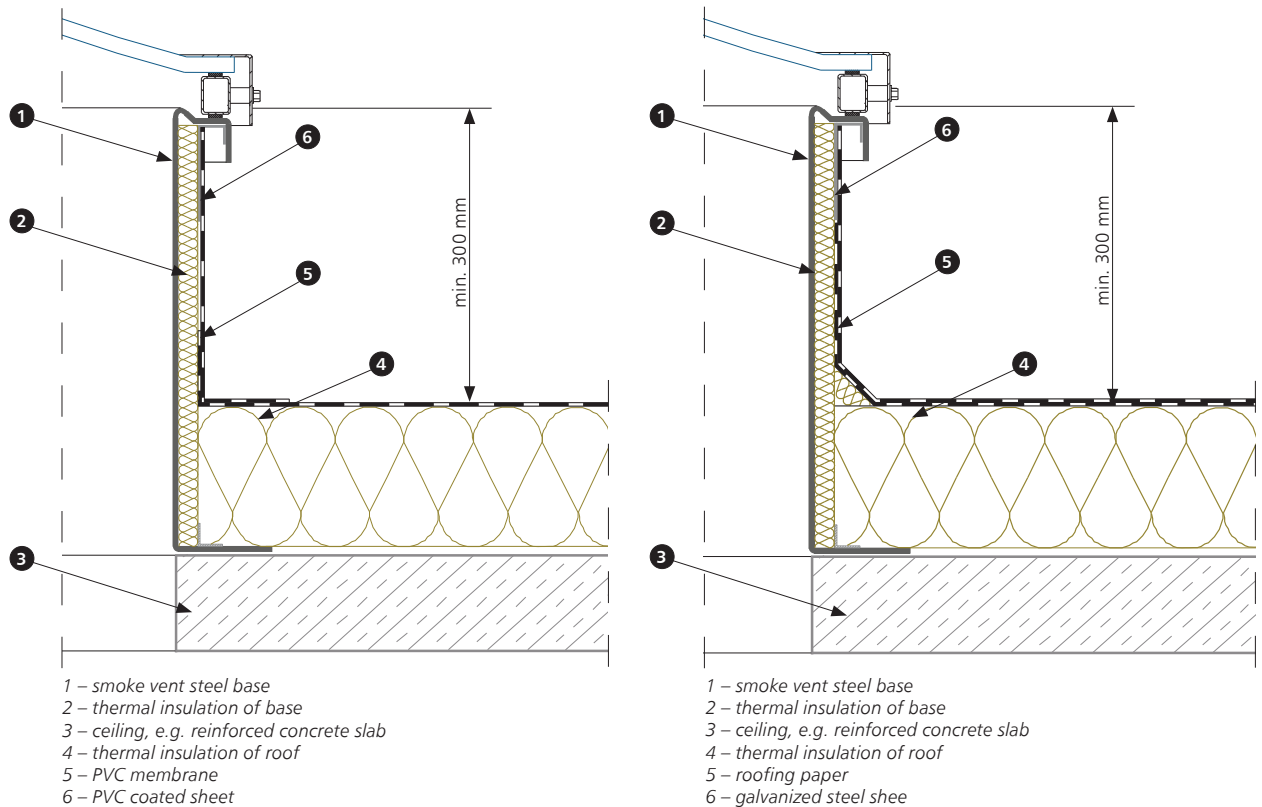 1
2
6
5
4
3
min. 300 mm
1 – smoke vent steel base
2 – thermal insulation of base
3 – ceiling, e.g. reinforced concrete slab
4 – thermal insulation of roof
5 – PVC membrane
6 – PVC coated sheet
1
2
6
5
4
3
min. 300 mm
1 – smoke vent steel base
2 – thermal insulation of base
3 – ceiling, e.g. reinforced concrete slab
4 – thermal insulation of roof
5 – roofing paper
6 – galvanized steel shee